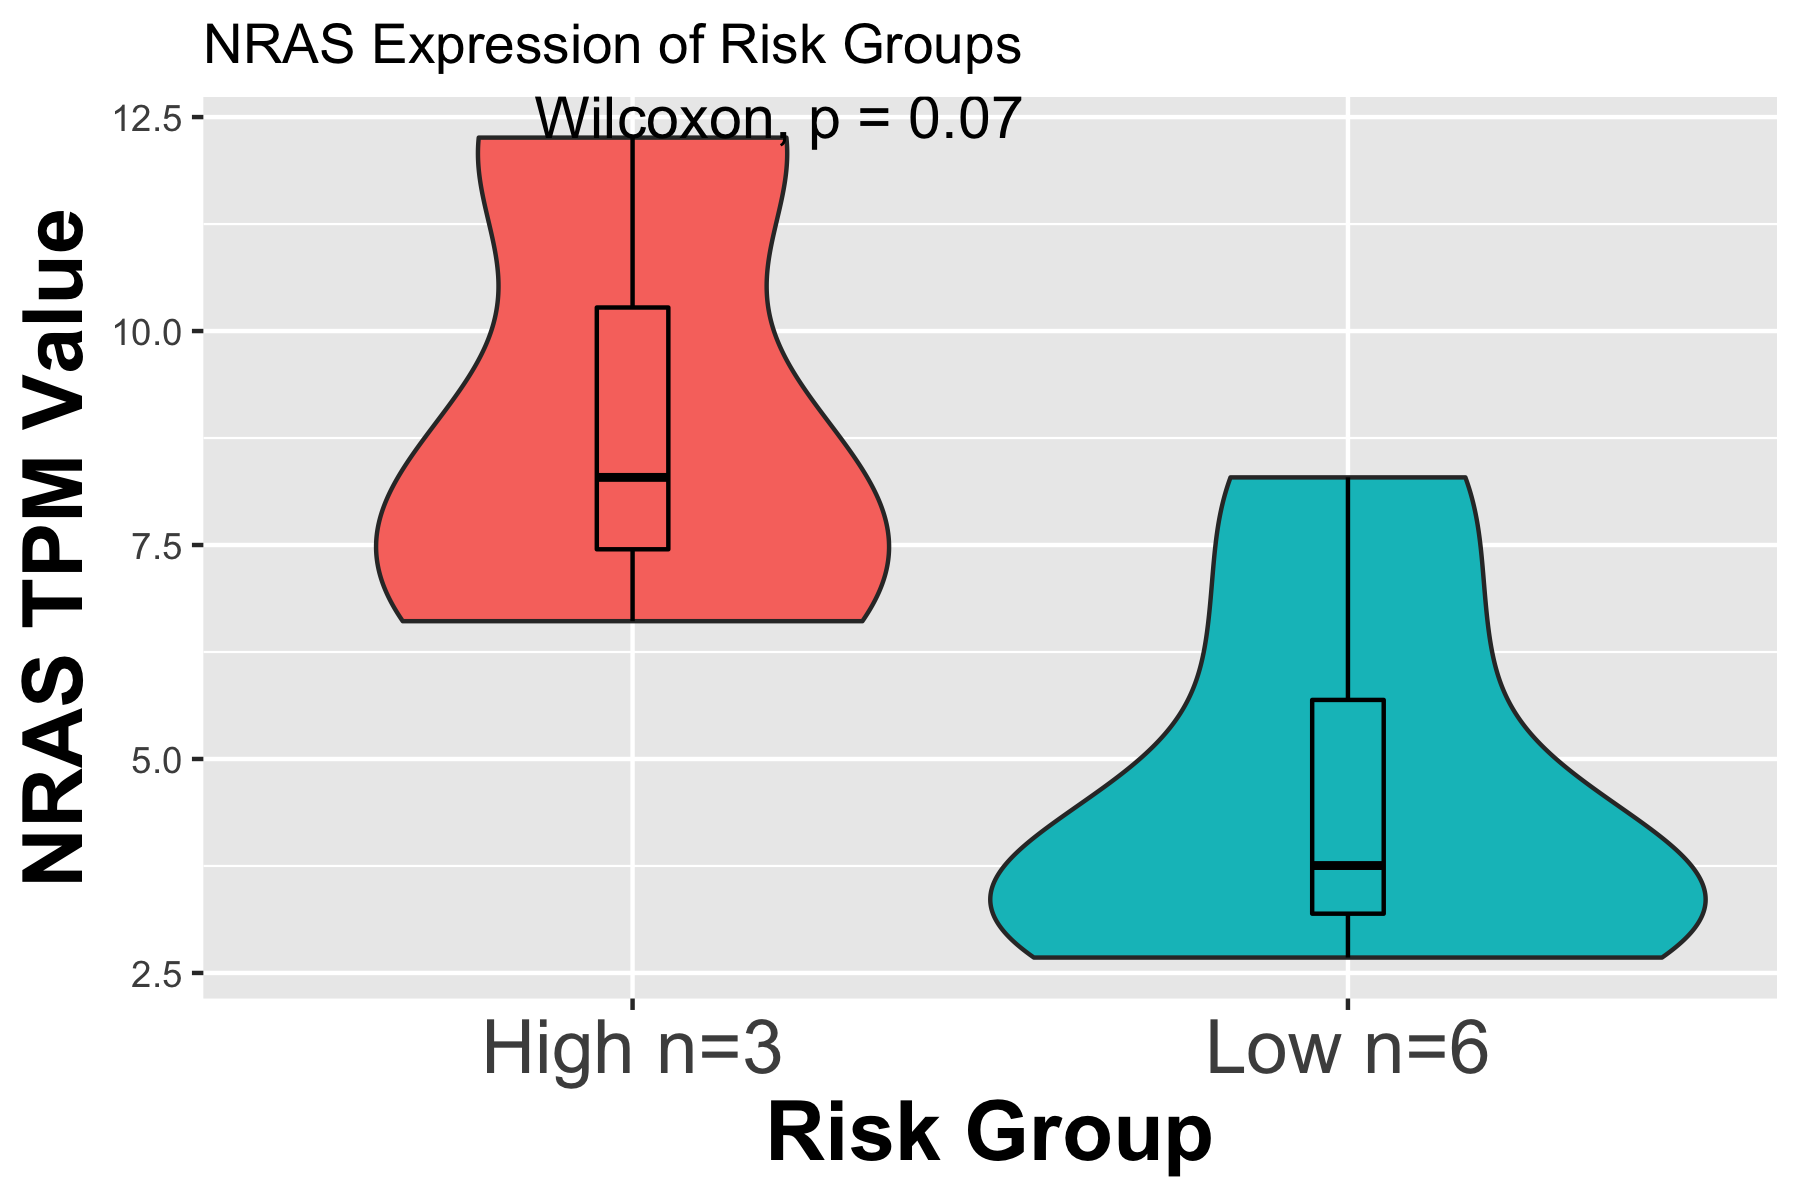 NRAS Expression of Risk Groups
Wilcoxon, p = 0.07
NRAS TPM Value
12.5
10.0
7.5
5.0
2.5
High n=3
Low n=6
Risk Group